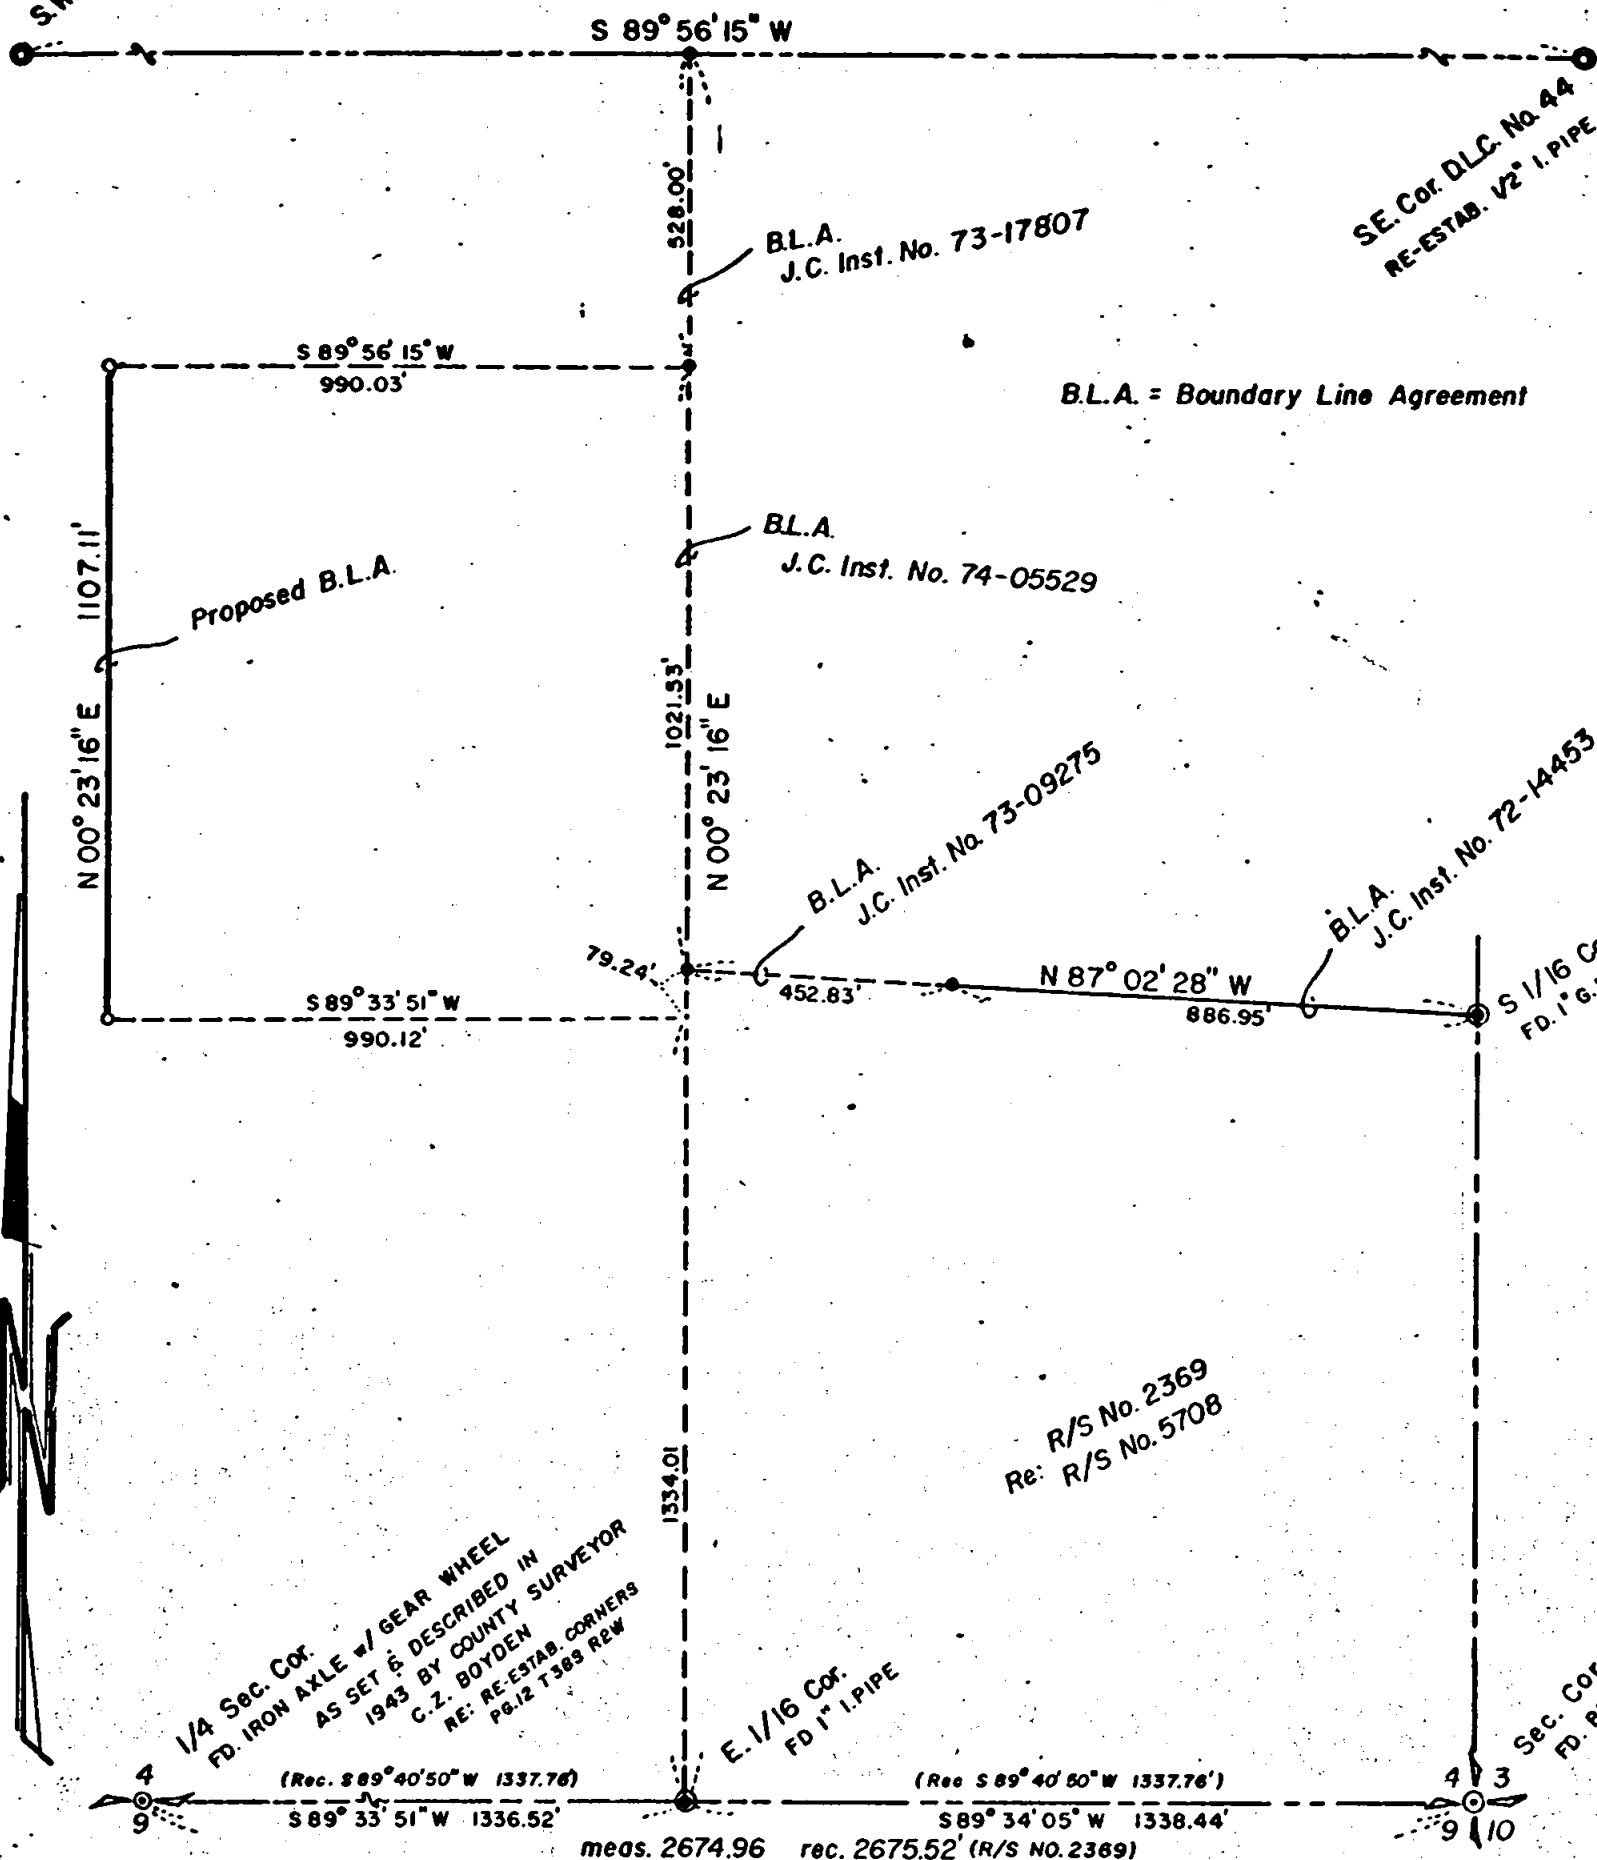 S 89° 56' 15" W
S.E. Cor. D.L.C. No. 44
RE-ESTAB. 1/2" I. PIPE
528.00'
B.L.A.
J.C. Inst. No. 73-17807
S 89° 56' 15" W
990.03'
B.L.A. = Boundary Line Agreement
1107.11'
N 00° 23' 16" E
Proposed B.L.A.
B.L.A.
J.C. Inst. No. 74-05529
1021.53'
N 00° 23' 16" E
B.L.A.
J.C. Inst. No. 73-09275
B.L.A.
J.C. Inst. No. 72-14453
79.24'
452.83'
N 87° 02' 28" W
886.95'
S 1/16
FD. 1"
S 89° 33' 51" W
990.12'
N
1334.01
R/S No. 2369
Re: R/S No. 5708
1/4 Sec. Cor.
FD. IRON AXLE w/ GEAR WHEEL
AS SET & DESCRIBED IN
1943 BY COUNTY SURVEYOR
C.Z. BOYDEN
RE: RE-ESTAB. CORNERS
PG. 12 T 36S R2W
E. 1/16 Cor.
FD 1" I. PIPE
Sec. Cor
FD.
4
9
(Rec. S 89° 40' 50" W 1337.76)
S 89° 33' 51" W 1336.52'
(Rec S 89° 40' 50" W 1337.76')
S 89° 34' 05" W 1338.44'
4 3
9 10
meas. 2674.96 rec. 2675.52' (R/S NO. 2369)